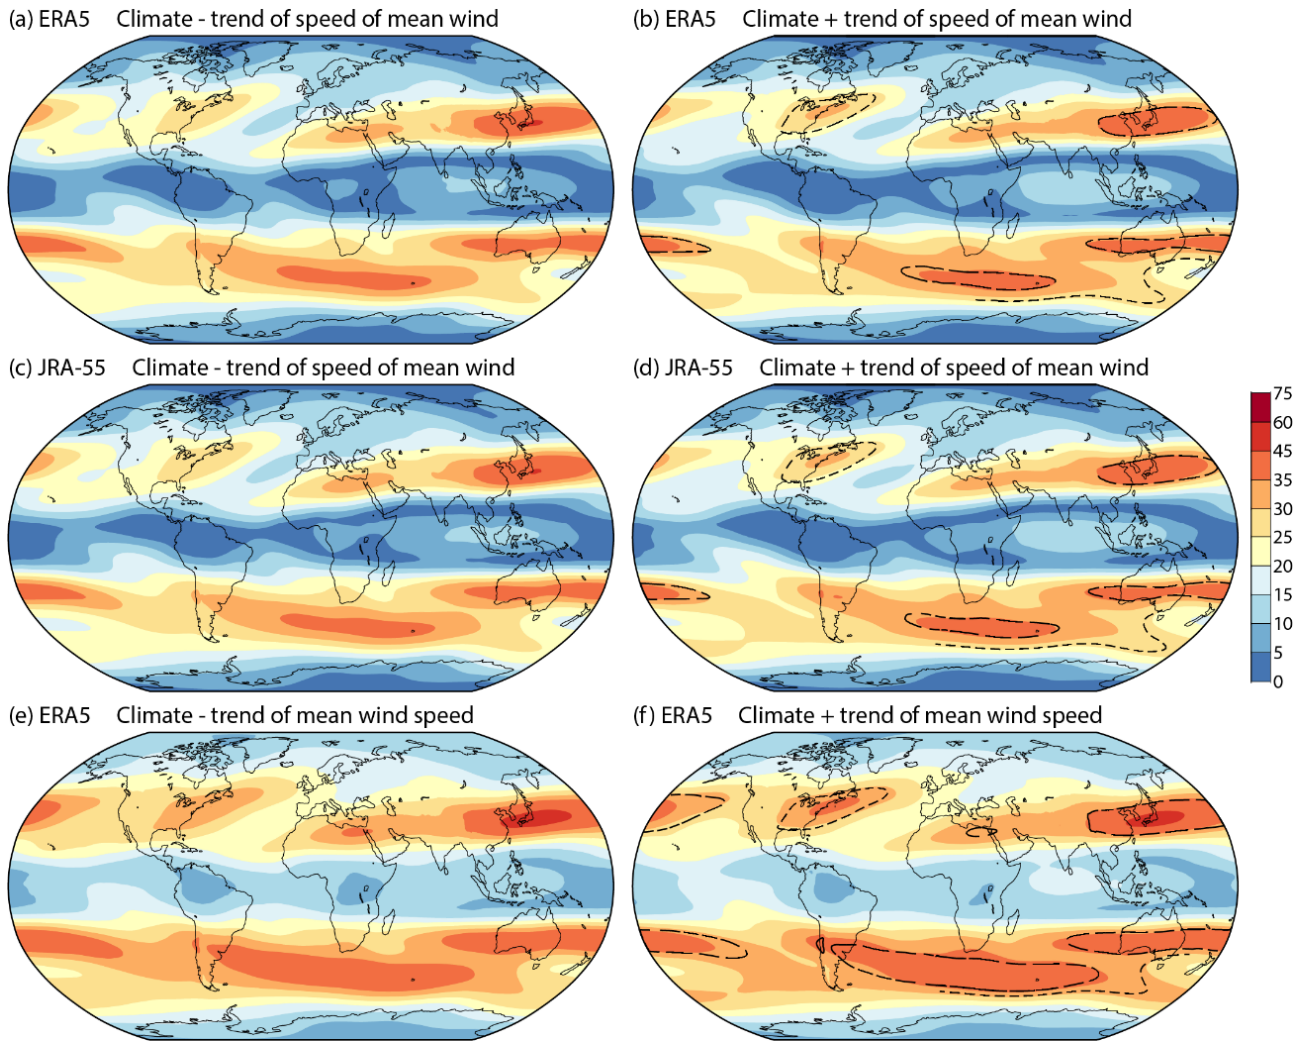 (a) ERA5 Climate - trend of speed of mean wind
(b) ERA5 Climate + trend of speed of mean wind
(c) JRA-55 Climate - trend of speed of mean wind
(d) JRA-55 Climate + trend of speed of mean wind
75
60
45
35
30
25
20
15
10
5
0
(e) ERA5 Climate - trend of mean wind speed
(f) ERA5 Climate + trend of mean wind speed